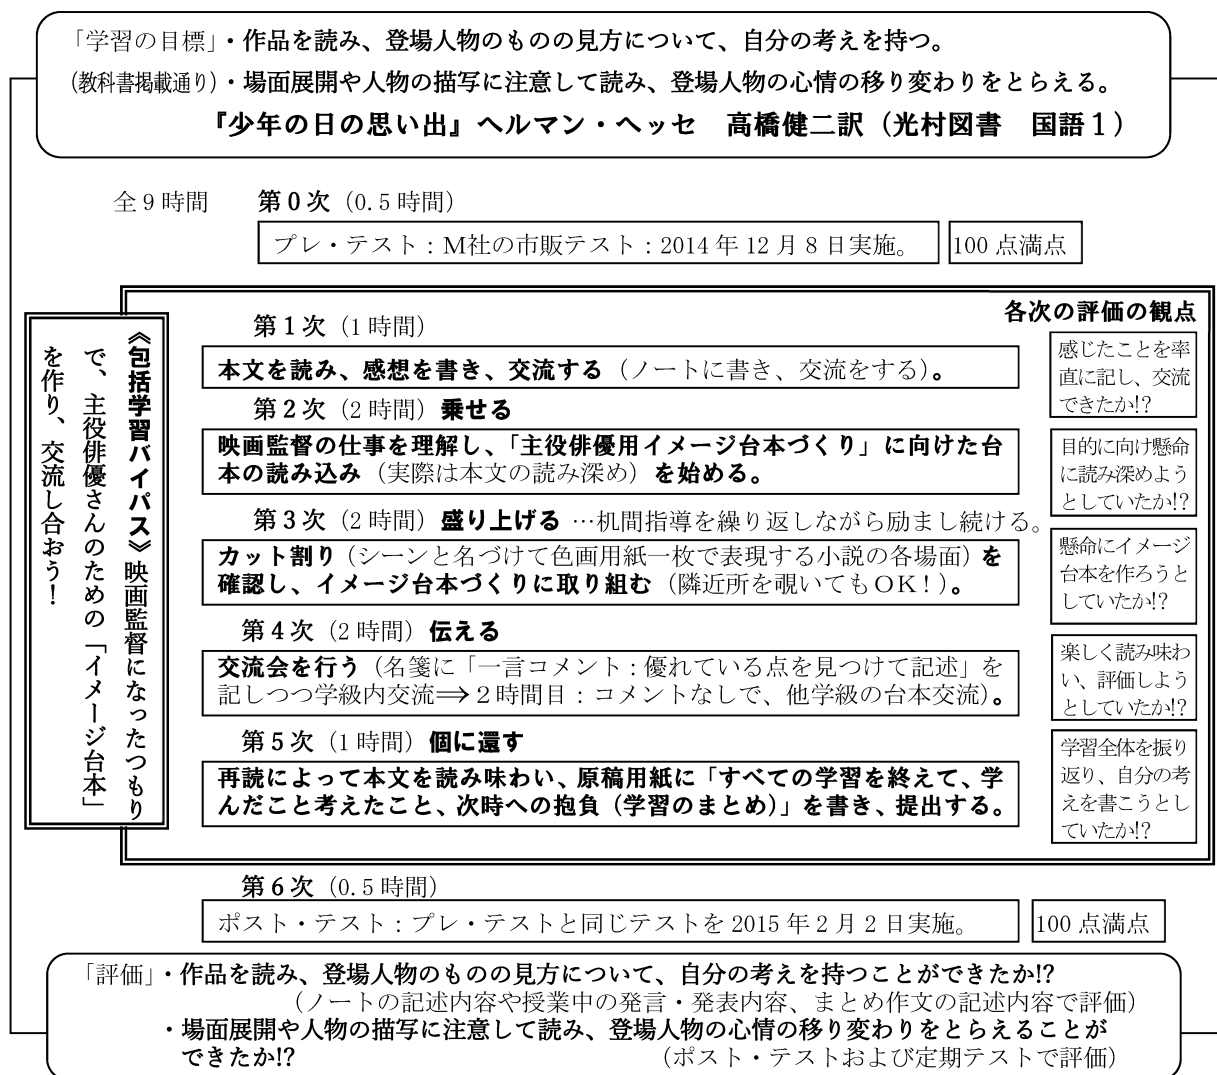 「学習の目標」・作品を読み、登場人物のものの見方について、自分の考えを持つ。
(教科書掲載通り)・場面展開や人物の描写に注意して読み、登場人物の心情の移り変わりをとらえる。
『少年の日の思い出』ヘルマン・ヘッセ　高橋健二訳（光村図書　国語１）
全９時間　第０次（0.5時間）
プレ・テスト：M社の市販テスト：2014年12月8日実施。
100点満点
《包括学習バイパス》映画監督になったつもり
で、主役俳優さんのための「イメージ台本」
を作り、交流し合おう！
各次の評価の観点
第１次（１時間）
本文を読み、感想を書き、交流する（ノートに書き、交流をする）。
感じたことを率
直に記し、交流
できたか!?
第２次（２時間）乗せる
映画監督の仕事を理解し、「主役俳優用イメージ台本づくり」に向けた台
本の読み込み（実際は本文の読み深め）を始める。
目的に向け懸命
に読み深めよう
としていたか!?
第３次（２時間）盛り上げる …机間指導を繰り返しながら励まし続ける。
カット割り（シーンと名づけて色画用紙一枚で表現する小説の各場面）を
確認し、イメージ台本づくりに取り組む（隣近所を覗いてもＯＫ！）。
懸命にイメージ
台本を作ろうと
していたか!?
第４次（２時間）伝える
交流会を行う（名箋に「一言コメント：優れている点を見つけて記述」を
記しつつ学級内交流⇒２時間目：コメントなしで、他学級の台本交流）。
楽しく読み味わ
い、評価しよう
としていたか!?
第５次（１時間）個に還す
再読によって本文を読み味わい、原稿用紙に「すべての学習を終えて、学
んだこと考えたこと、次時への抱負（学習のまとめ）」を書き、提出する。
学習全体を振り
返り、自分の考
えを書こうとし
ていたか!?
第６次（0.5時間）
ポスト・テスト：プレ・テストと同じテストを2015年2月2日実施。
100点満点
「評価」・作品を読み、登場人物のものの見方について、自分の考えを持つことができたか!?
（ノートの記述内容や授業中の発言・発表内容、まとめ作文の記述内容で評価）
・場面展開や人物の描写に注意して読み、登場人物の心情の移り変わりをとらえることが
できたか!?　（ポスト・テストおよび定期テストで評価）